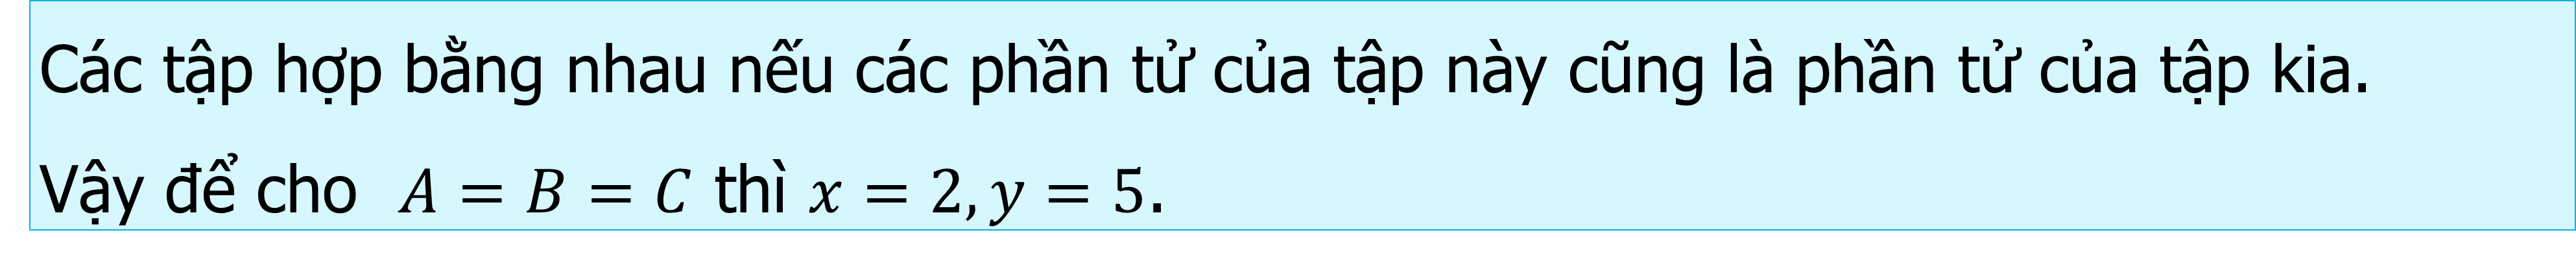 Các tập hợp bằng nhau nếu các phần tử của tập này cũng là phần tử của tập kia.
Vậy để cho A = B = C thì x = 2, y = 5.